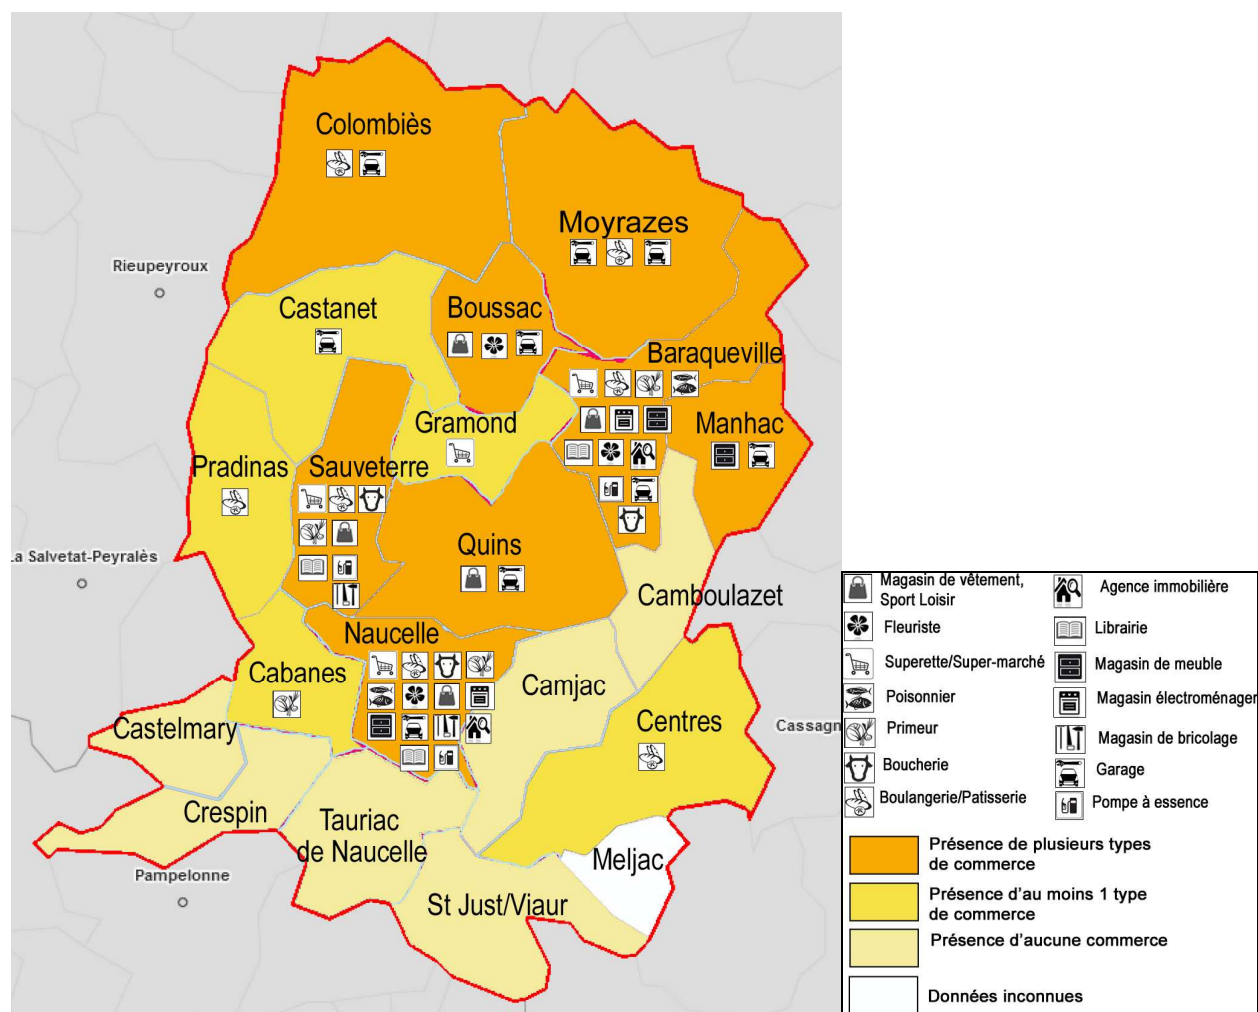 Colombiès
Moyrazes
Rieupeyroux
Castanet
Boussac
Baraqueville
Gramond
Manhac
Pradinas
Sauveterre
La Salvetat-Peyralès
Quins
Camboulazet
Naucelle
Cabanes
Camjac
Castelmary
Centres
Cassagn
Crespin
Tauriac
de Naucelle
Meljac
Pampelonne
St Just/Viaur
Magasin de vêtement,
Sport Loisir
Fleuriste
Superette/Super-marché
Poisonnier
Primeur
Boucherie
Boulangerie/Patisserie
Agence immobilière
Librairie
Magasin de meuble
Magasin électroménager
Magasin de bricolage
Garage
Pompe à essence
Présence de plusieurs types
de commerce
Présence d'au moins 1 type
de commerce
Présence d'aucune commerce
Données inconnues